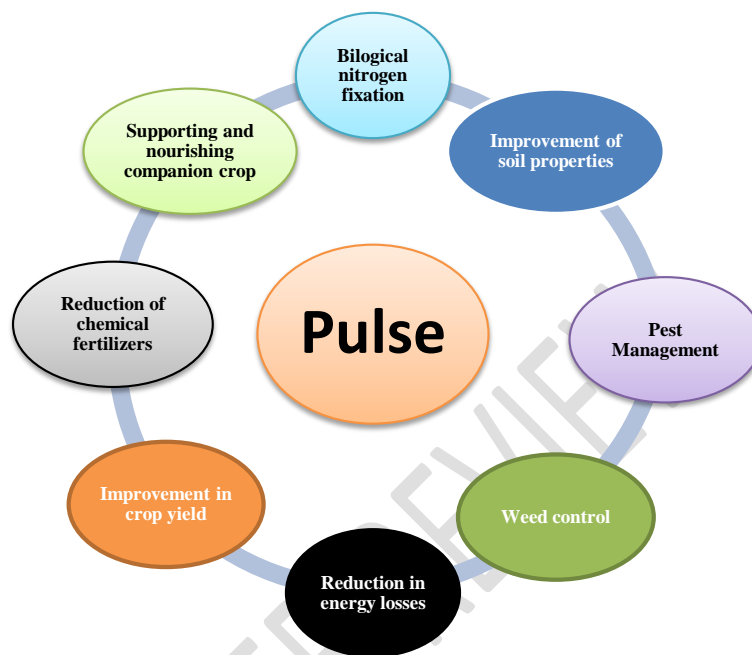 Bilogical
nitrogen
fixation
Improvement of
soil properties
Pest
Management
Weed control
Reduction in
energy losses
Improvement in
crop yield
Reduction of
chemical
fertilizers
Supporting and
nourishing
companion crop
Pulse